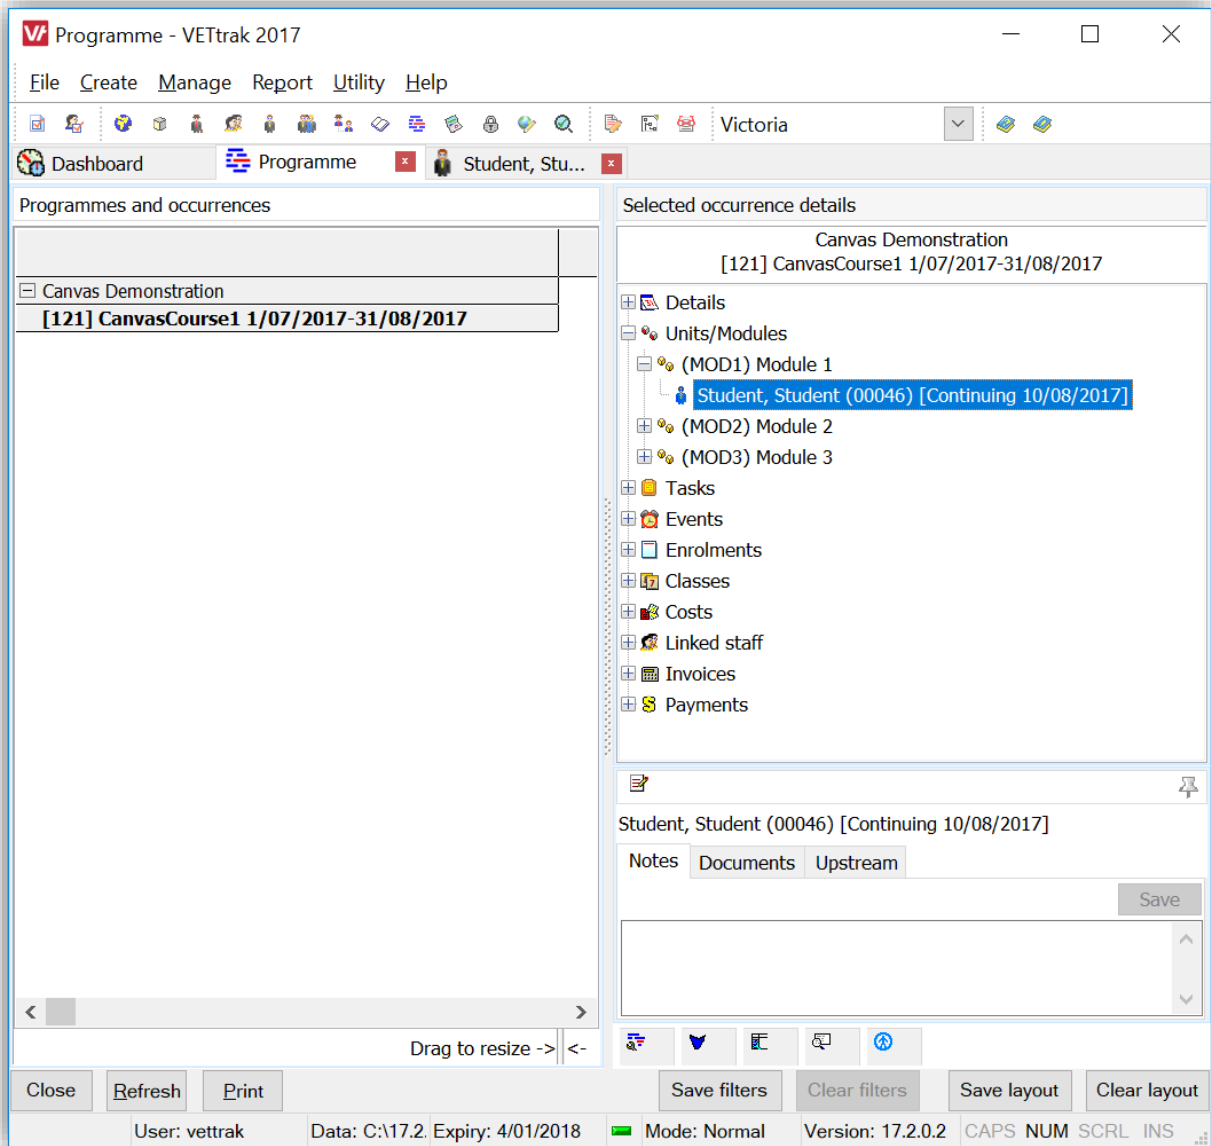 Programme - VETtrak 2017
File Create Manage Report Utility Help
Victoria
Dashboard
Programme
Student, Stu...
Programmes and occurrences
Canvas Demonstration
[121] CanvasCourse1 1/07/2017-31/08/2017
Drag to resize -> <-
Selected occurrence details
Canvas Demonstration
[121] CanvasCourse1 1/07/2017-31/08/2017
Details
Units/Modules
(MOD1) Module 1
Student, Student (00046) [Continuing 10/08/2017]
(MOD2) Module 2
(MOD3) Module 3
Tasks
Events
Enrolments
Classes
Costs
Linked staff
Invoices
Payments
Student, Student (00046) [Continuing 10/08/2017]
Notes Documents Upstream
Save
Close Refresh Print Save filters Clear filters Save layout Clear layout
User: vettrak Data: C:\17.2. Expiry: 4/01/2018 Mode: Normal Version: 17.2.0.2 CAPS NUM SCRL INS